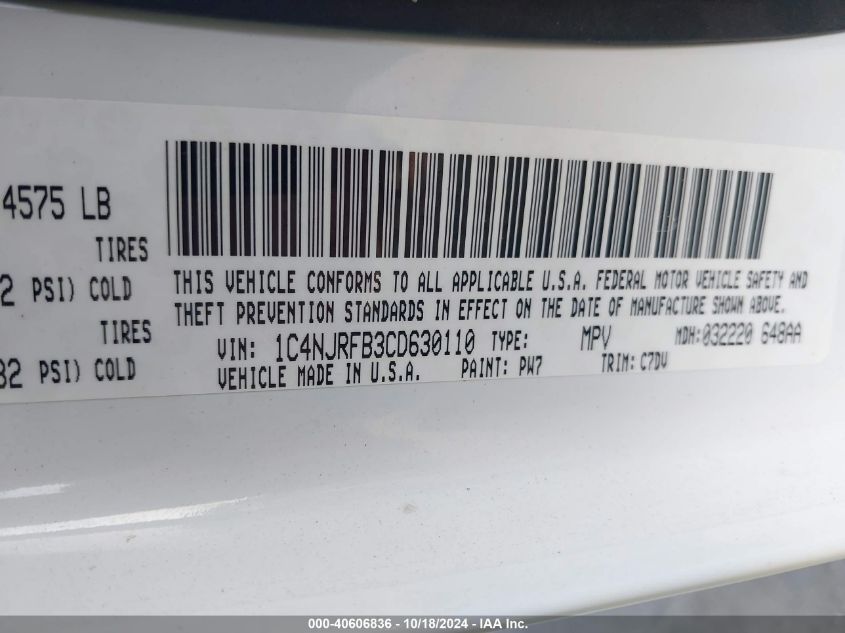 4575 LB
TIRES
2 PSI) COLD
TIRES
32 PSI) COLD
THIS VEHICLE CONFORMS TO ALL APPLICABLE U.S.A. FEDERAL MOTOR VEHICLE SAFETY AND
THEFT PREVENTION STANDARDS IN EFFECT ON THE DATE OF MANUFACTURE SHOWN ABOVE.
VIN: 1C4NJRFB3CD630110 TYPE: MPV MDH:032220 648AA
VEHICLE MADE IN U.S.A. PAINT: PW7 TRIM: C7DV
000-40606836 - 10/18/2024 - IAA Inc.